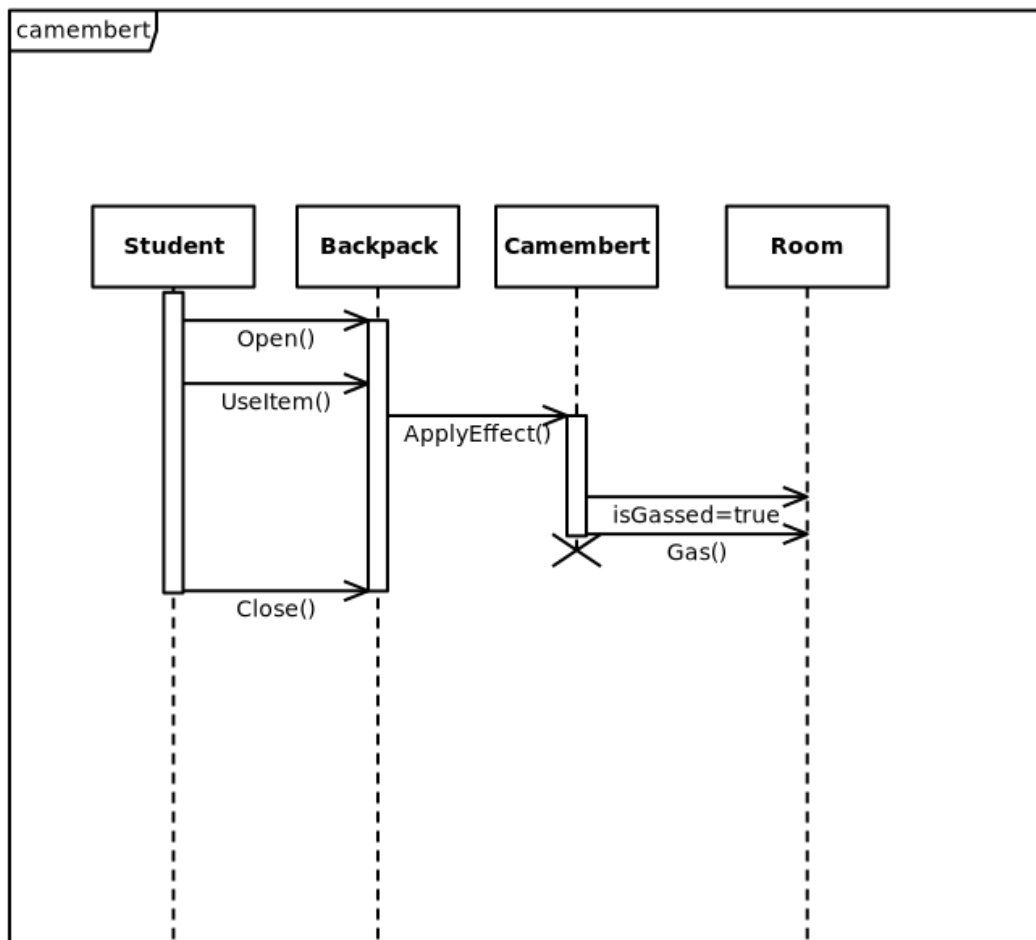 camembert
Student
Backpack
Camembert
Room
Open()
UseItem()
ApplyEffect()
isGassed=true
Gas()
Close()